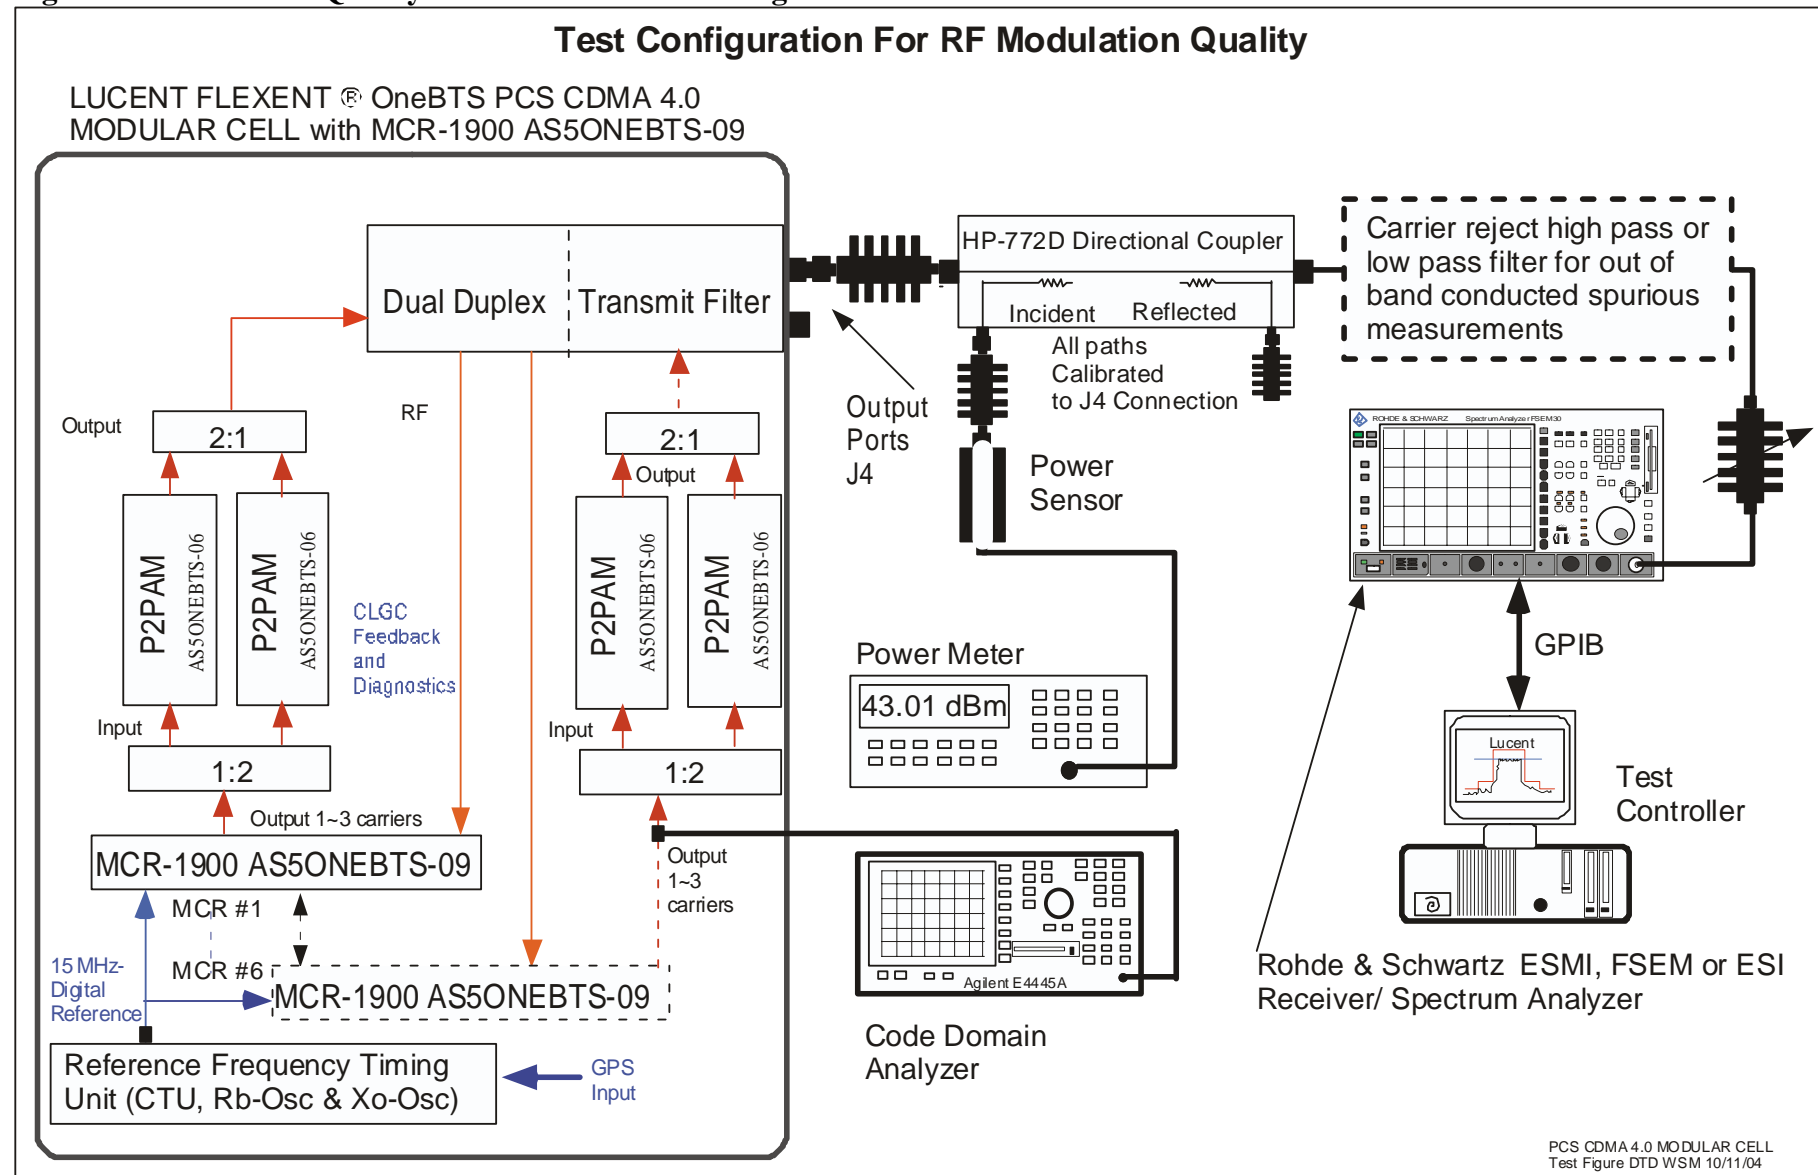 Test Configuration For RF Modulation Quality
LUCENT FLEXENT ® OneBTS PCS CDMA 4.0
MODULAR CELL with MCR-1900 AS5ONEBTS-09
Dual Duplex
Transmit Filter
HP-772D Directional Coupler
Incident
Reflected
All paths
Calibrated
to J4 Connection
Carrier reject high pass or
low pass filter for out of
band conducted spurious
measurements
Output
Ports
J4
Power
Sensor
Output
2:1
RF
2:1
Output
P2PAM
AS5ONEBTS-06
P2PAM
AS5ONEBTS-06
P2PAM
AS5ONEBTS-06
P2PAM
AS5ONEBTS-06
CLGC
Feedback
and
Diagnostics
Input
1:2
Input
1:2
Output 1~3 carriers
MCR-1900 AS5ONEBTS-09
MCR #1
MCR #6
Output
1~3
carriers
15 MHz-
Digital
Reference
MCR-1900 AS5ONEBTS-09
Reference Frequency Timing
Unit (CTU, Rb-Osc & Xo-Osc)
GPS
Input
Power Meter
43.01 dBm
Agilent E4445A
Code Domain
Analyzer
ROHDE & SCHWARZ Spectrum Analyzer FSEM30
GPIB
Lucent
Test
Controller
Rohde & Schwartz ESMI, FSEM or ESI
Receiver/ Spectrum Analyzer
PCS CDMA 4.0 MODULAR CELL
Test Figure DTD WSM 10/11/04